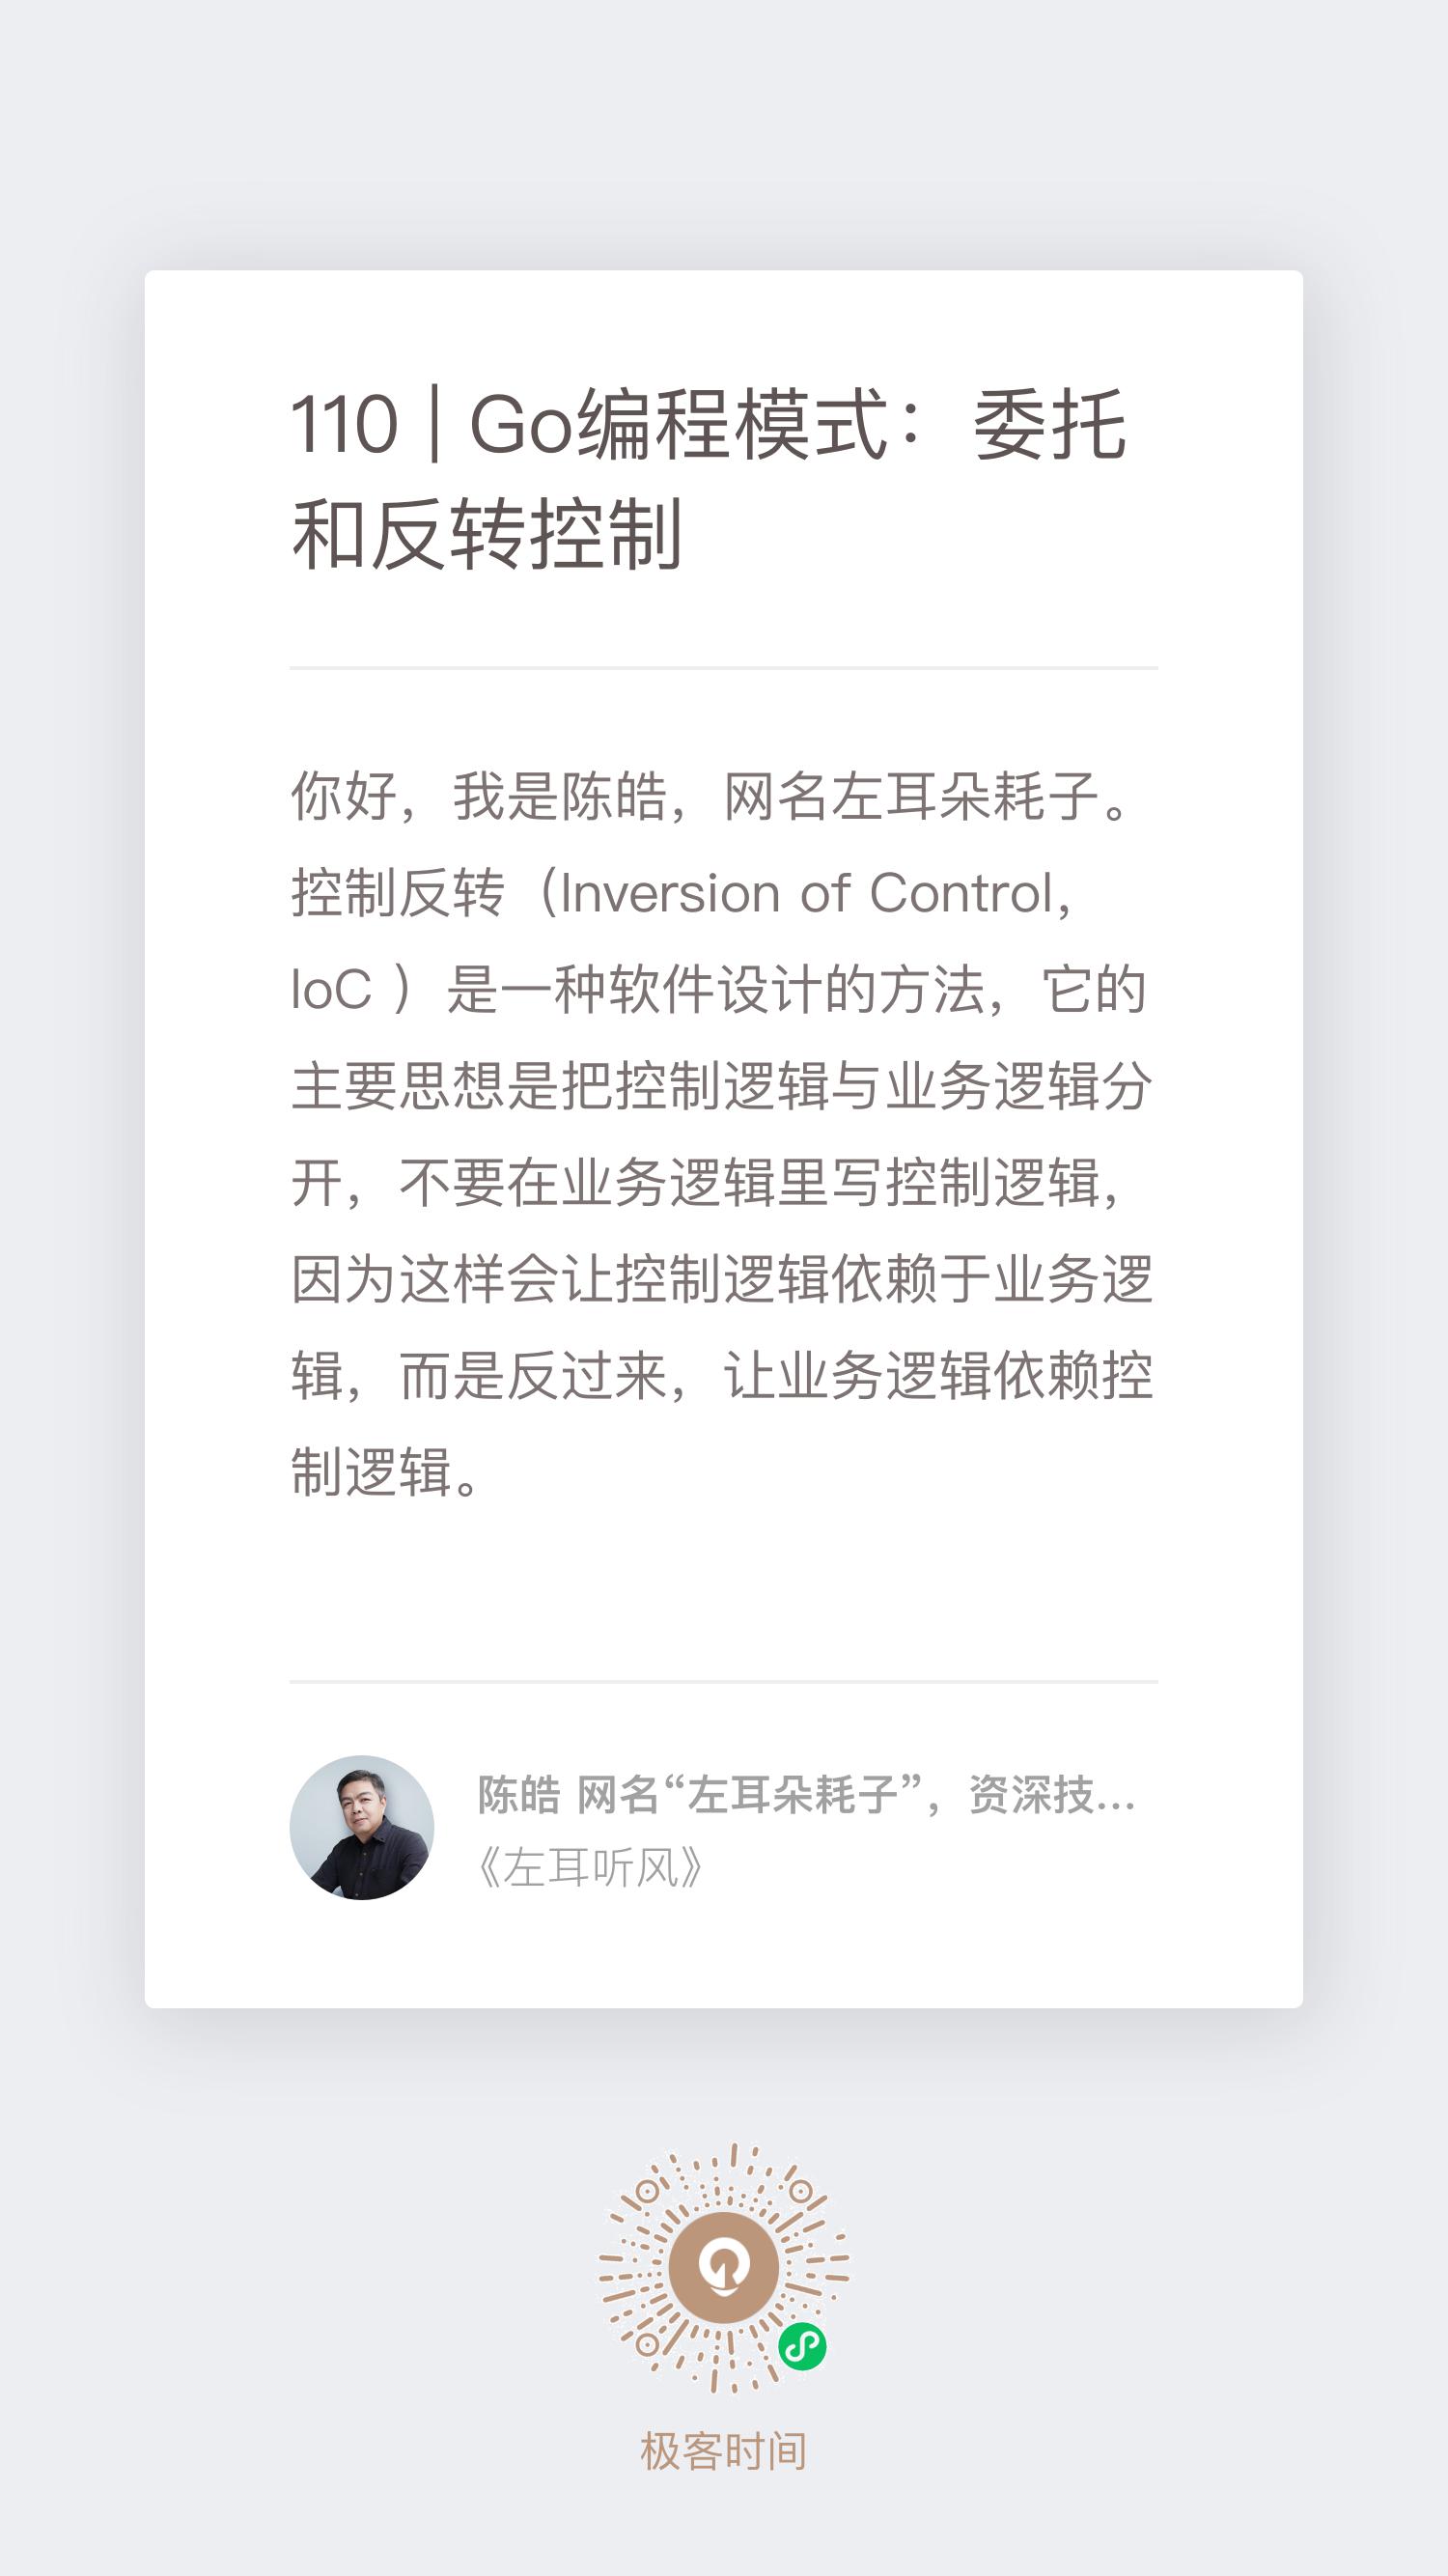 110 | Go编程模式：委托
和反转控制
你好，我是陈皓，网名左耳朵耗子。
控制反转（Inversion of Control，
IoC ）是一种软件设计的方法，它的
主要思想是把控制逻辑与业务逻辑分
开，不要在业务逻辑里写控制逻辑，
因为这样会让控制逻辑依赖于业务逻
辑，而是反过来，让业务逻辑依赖控
制逻辑。
陈皓 网名“左耳朵耗子”，资深技...
《左耳听风》
极客时间